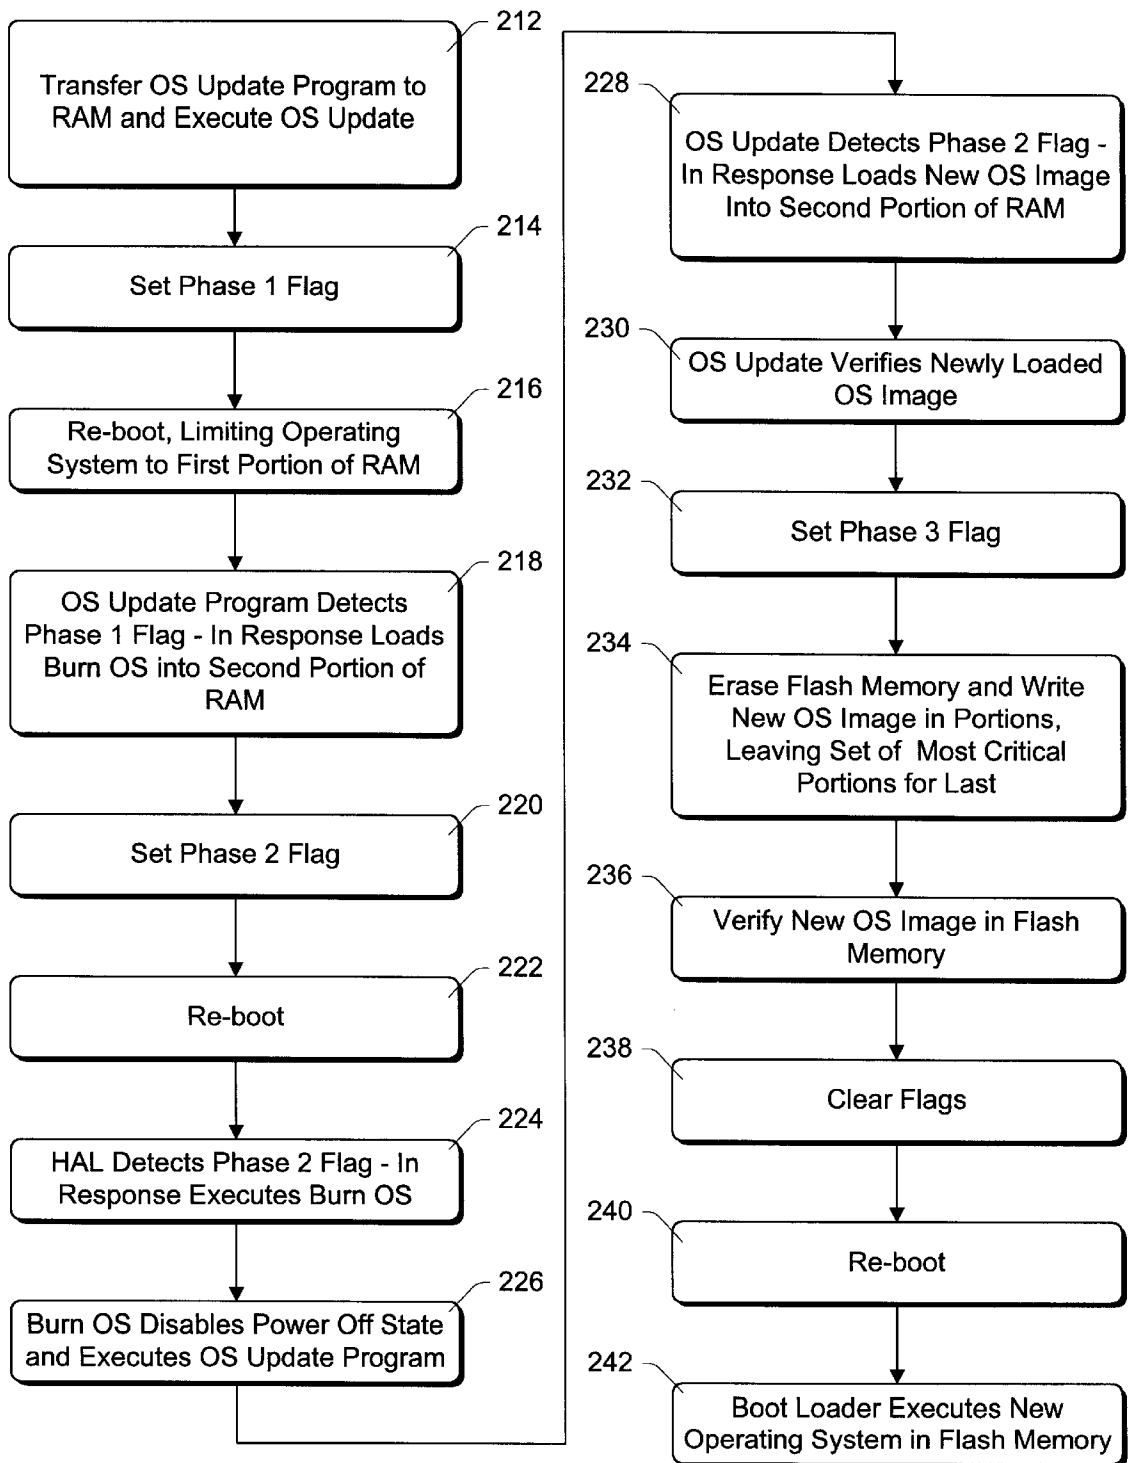 212
Transfer OS Update Program to
RAM and Execute OS Update
214
Set Phase 1 Flag
216
Re-boot, Limiting Operating
System to First Portion of RAM
218
OS Update Program Detects
Phase 1 Flag - In Response Loads
Burn OS into Second Portion of
RAM
220
Set Phase 2 Flag
222
Re-boot
224
HAL Detects Phase 2 Flag - In
Response Executes Burn OS
226
Burn OS Disables Power Off State
and Executes OS Update Program
228
OS Update Detects Phase 2 Flag -
In Response Loads New OS Image
Into Second Portion of RAM
230
OS Update Verifies Newly Loaded
OS Image
232
Set Phase 3 Flag
234
Erase Flash Memory and Write
New OS Image in Portions,
Leaving Set of Most Critical
Portions for Last
236
Verify New OS Image in Flash
Memory
238
Clear Flags
240
Re-boot
242
Boot Loader Executes New
Operating System in Flash Memory